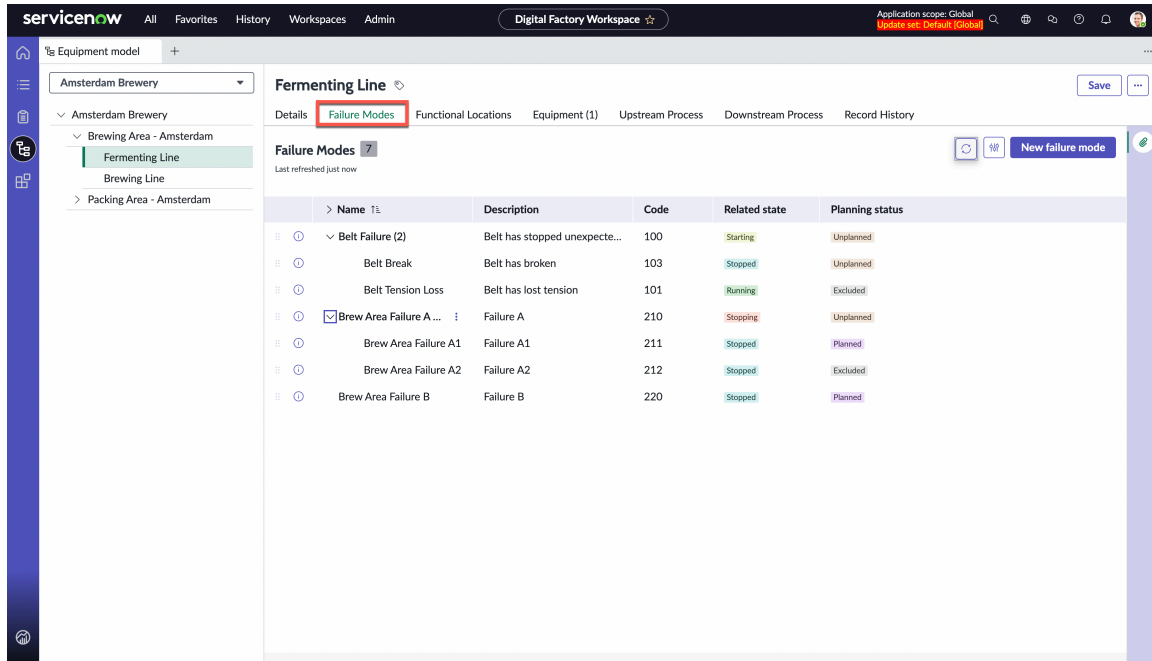 servicenow All Favorites History Workspaces Admin Digital Factory Workspace Application scope: Global
Update set: Default [Global]
Equipment model
Amsterdam Brewery
Amsterdam Brewery
Brewing Area - Amsterdam
Fermenting Line
Brewing Line
Packing Area - Amsterdam
Fermenting Line Save
Details Failure Modes Functional Locations Equipment (1) Upstream Process Downstream Process Record History
Failure Modes 7 New failure mode
Last refreshed just now
Name Description Code Related state Planning status
Belt Failure (2) Belt has stopped unexpecte... 100 Starting Unplanned
Belt Break Belt has broken 103 Stopped Unplanned
Belt Tension Loss Belt has lost tension 101 Running Excluded
Brew Area Failure A ... Failure A 210 Stopping Unplanned
Brew Area Failure A1 Failure A1 211 Stopped Planned
Brew Area Failure A2 Failure A2 212 Stopped Excluded
Brew Area Failure B Failure B 220 Stopped Planned